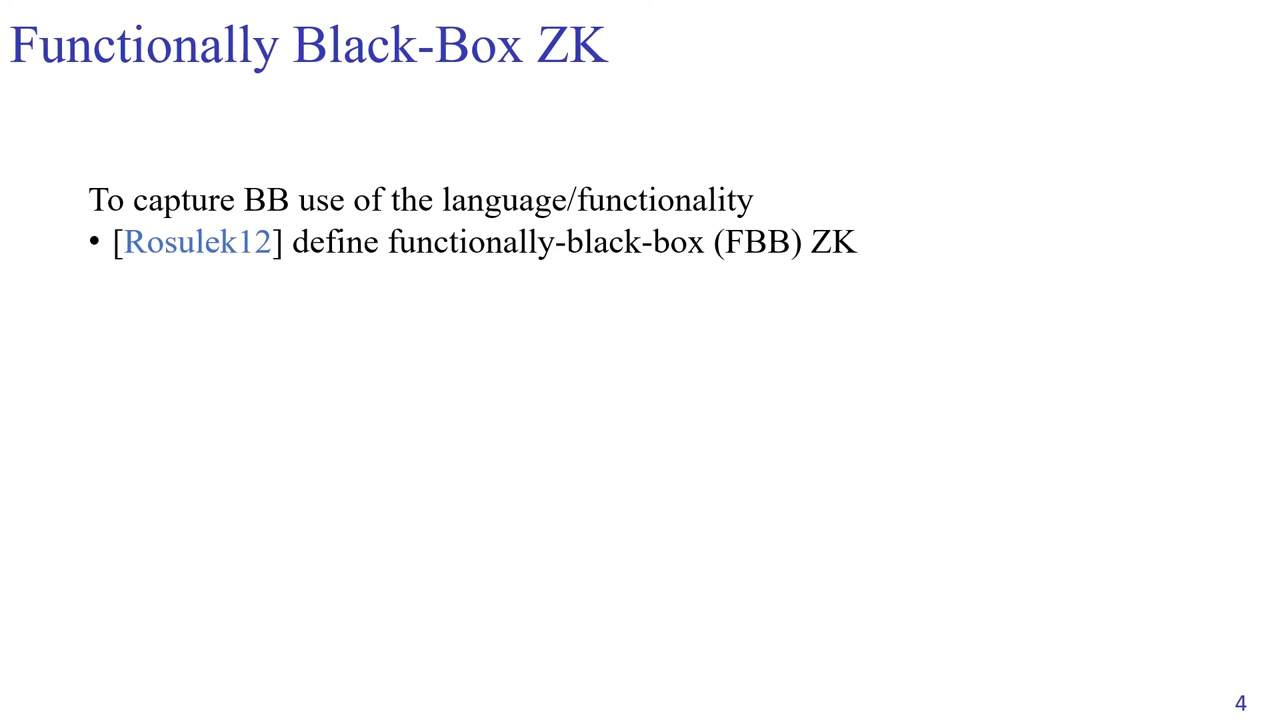 Functionally Black-Box ZK
To capture BB use of the language/functionality
• [Rosulek12] define functionally-black-box (FBB) ZK
4